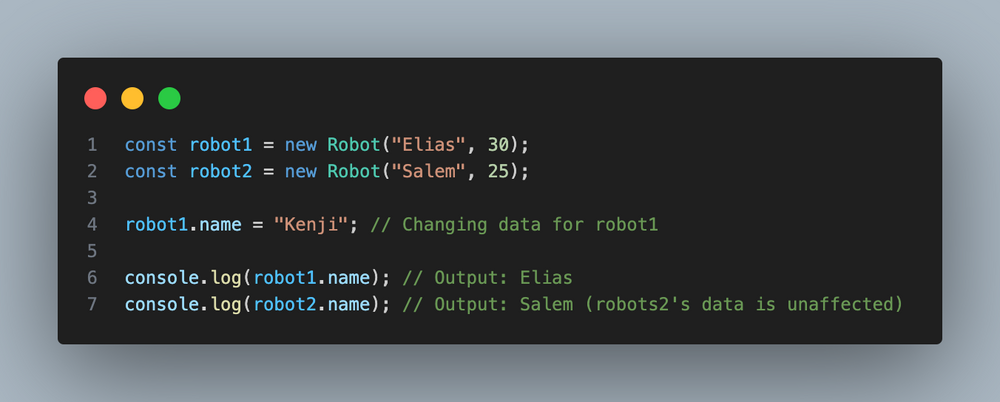 1 const robot1 = new Robot("Elias", 30);
2 const robot2 = new Robot("Salem", 25);
3
4 robot1.name = "Kenji"; // Changing data for robot1
5
6 console.log(robot1.name); // Output: Elias
7 console.log(robot2.name); // Output: Salem (robots2's data is unaffected)